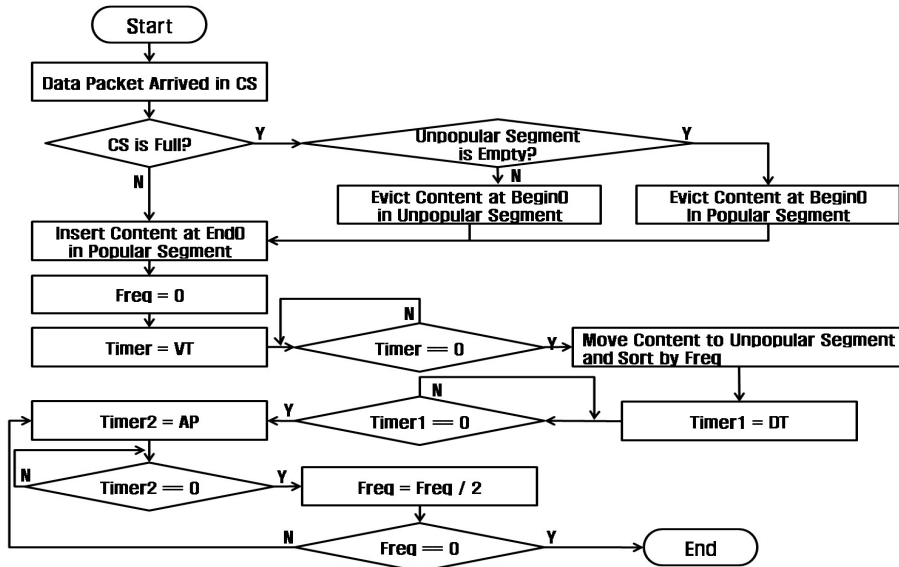 Start
Data Packet Arrived in CS
CS is Full?
Y
Unpopular Segment
is Empty?
Y
N
N
Evict Content at Begin()
in Unpopular Segment
Evict Content at Begin()
In Popular Segment
Insert Content at End()
in Popular Segment
Freq = 0
N
Timer = VT
Timer == 0
Y
Move Content to Unpopular Segment
and Sort by Freq
N
Timer2 = AP
Y
Timer1 == 0
Timer1 = DT
N
Timer2 == 0
Y
Freq = Freq / 2
N
Freq == 0
Y
End